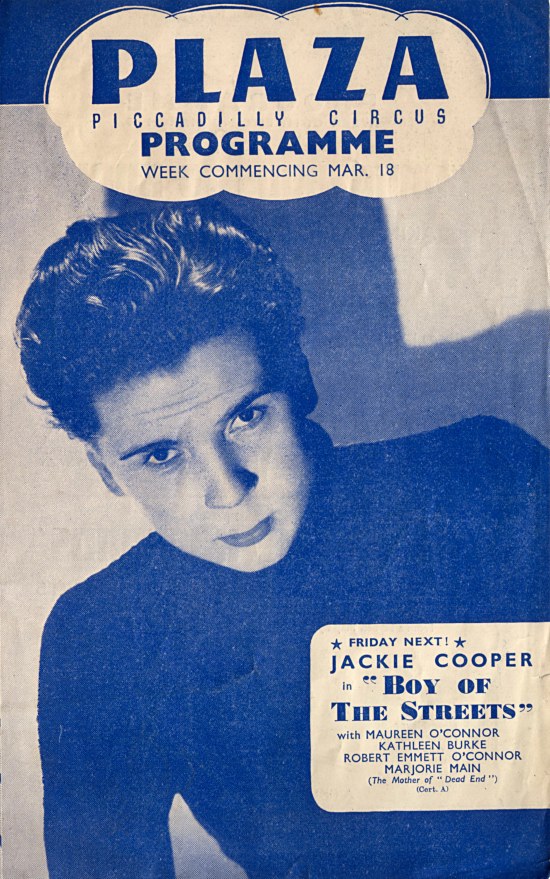 PLAZA
PICCADILLY CIRCUS
PROGRAMME
WEEK COMMENCING MAR. 18
★ FRIDAY NEXT! ★
JACKIE COOPER
in "BOY OF
THE STREETS"
with MAUREEN O'CONNOR
KATHLEEN BURKE
ROBERT EMMETT O'CONNOR
MARJORIE MAIN
(The Mother of "Dead End")
(Cert. A)